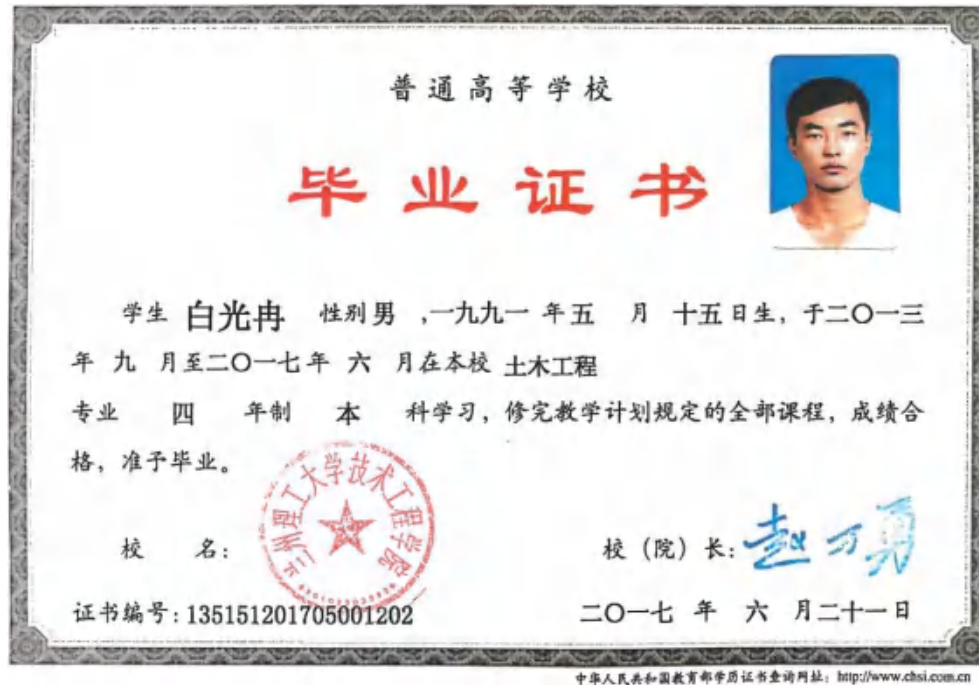 普通高等学校
毕业证书
学生 白光冉 性别男 ,一九九一 年五 月 十五日生，于二〇一三
年 九 月至二〇一七年 六 月在本校 土木工程
专业 四 年制 本 科学习，修完教学计划规定的全部课程，成绩合
格，准予毕业。
兰州理工大学技术工程学院
校 名：
校（院）长：赵万勇
证书编号：135151201705001202
二〇一七 年 六 月二十一日
中华人民共和国教育部学历证书查询网址：http://www.chsi.com.cn